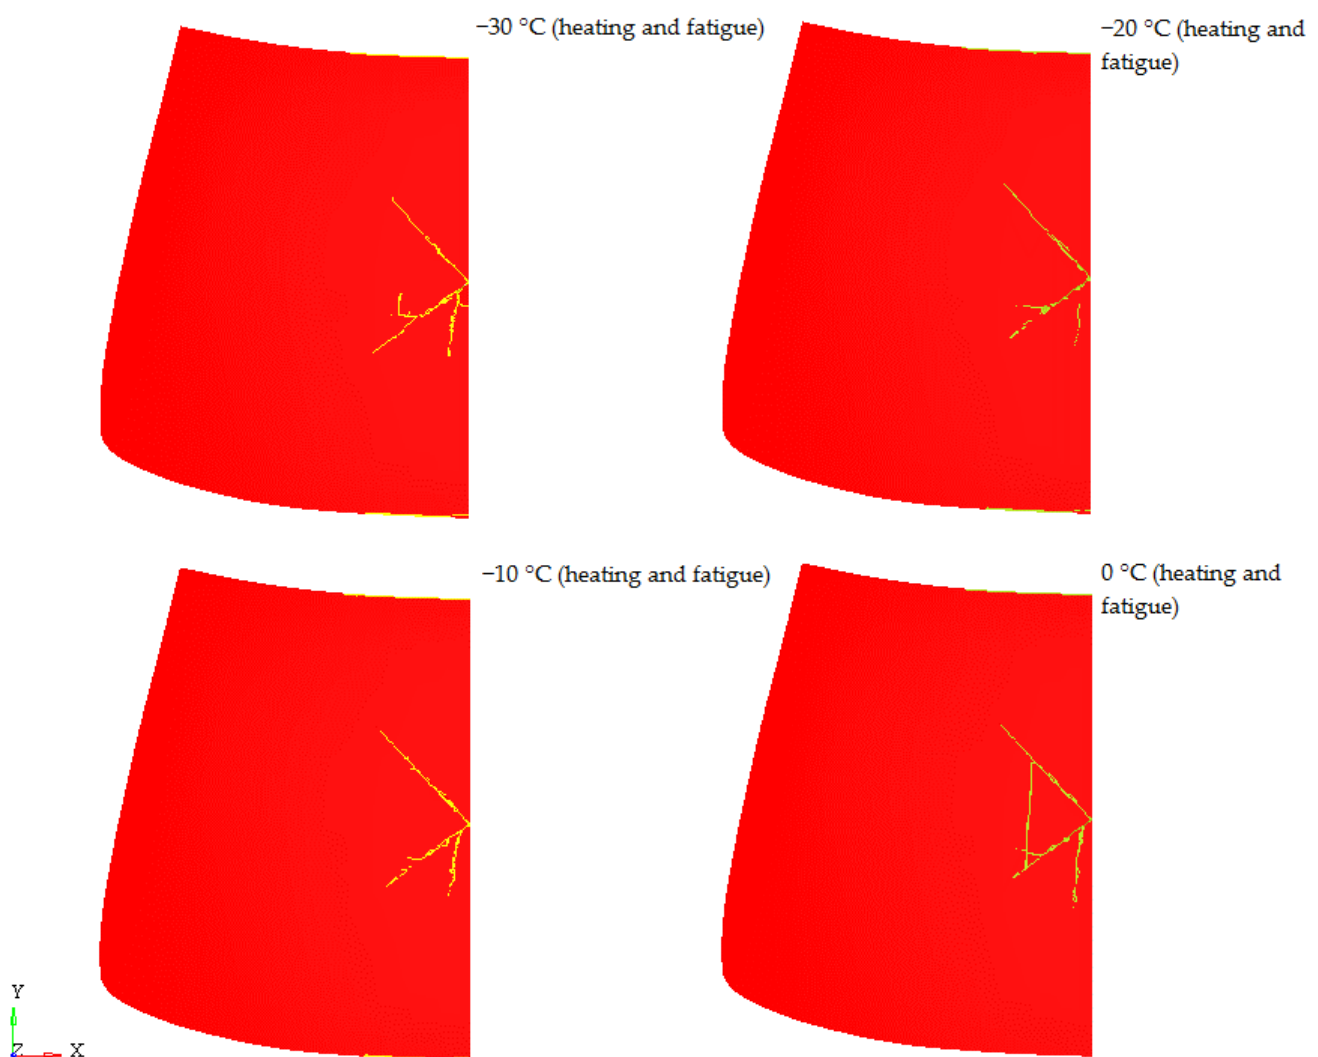 −30 °C (heating and fatigue)
−20 °C (heating and
fatigue)
−10 °C (heating and fatigue)
0 °C (heating and
fatigue)
Y
Z
X